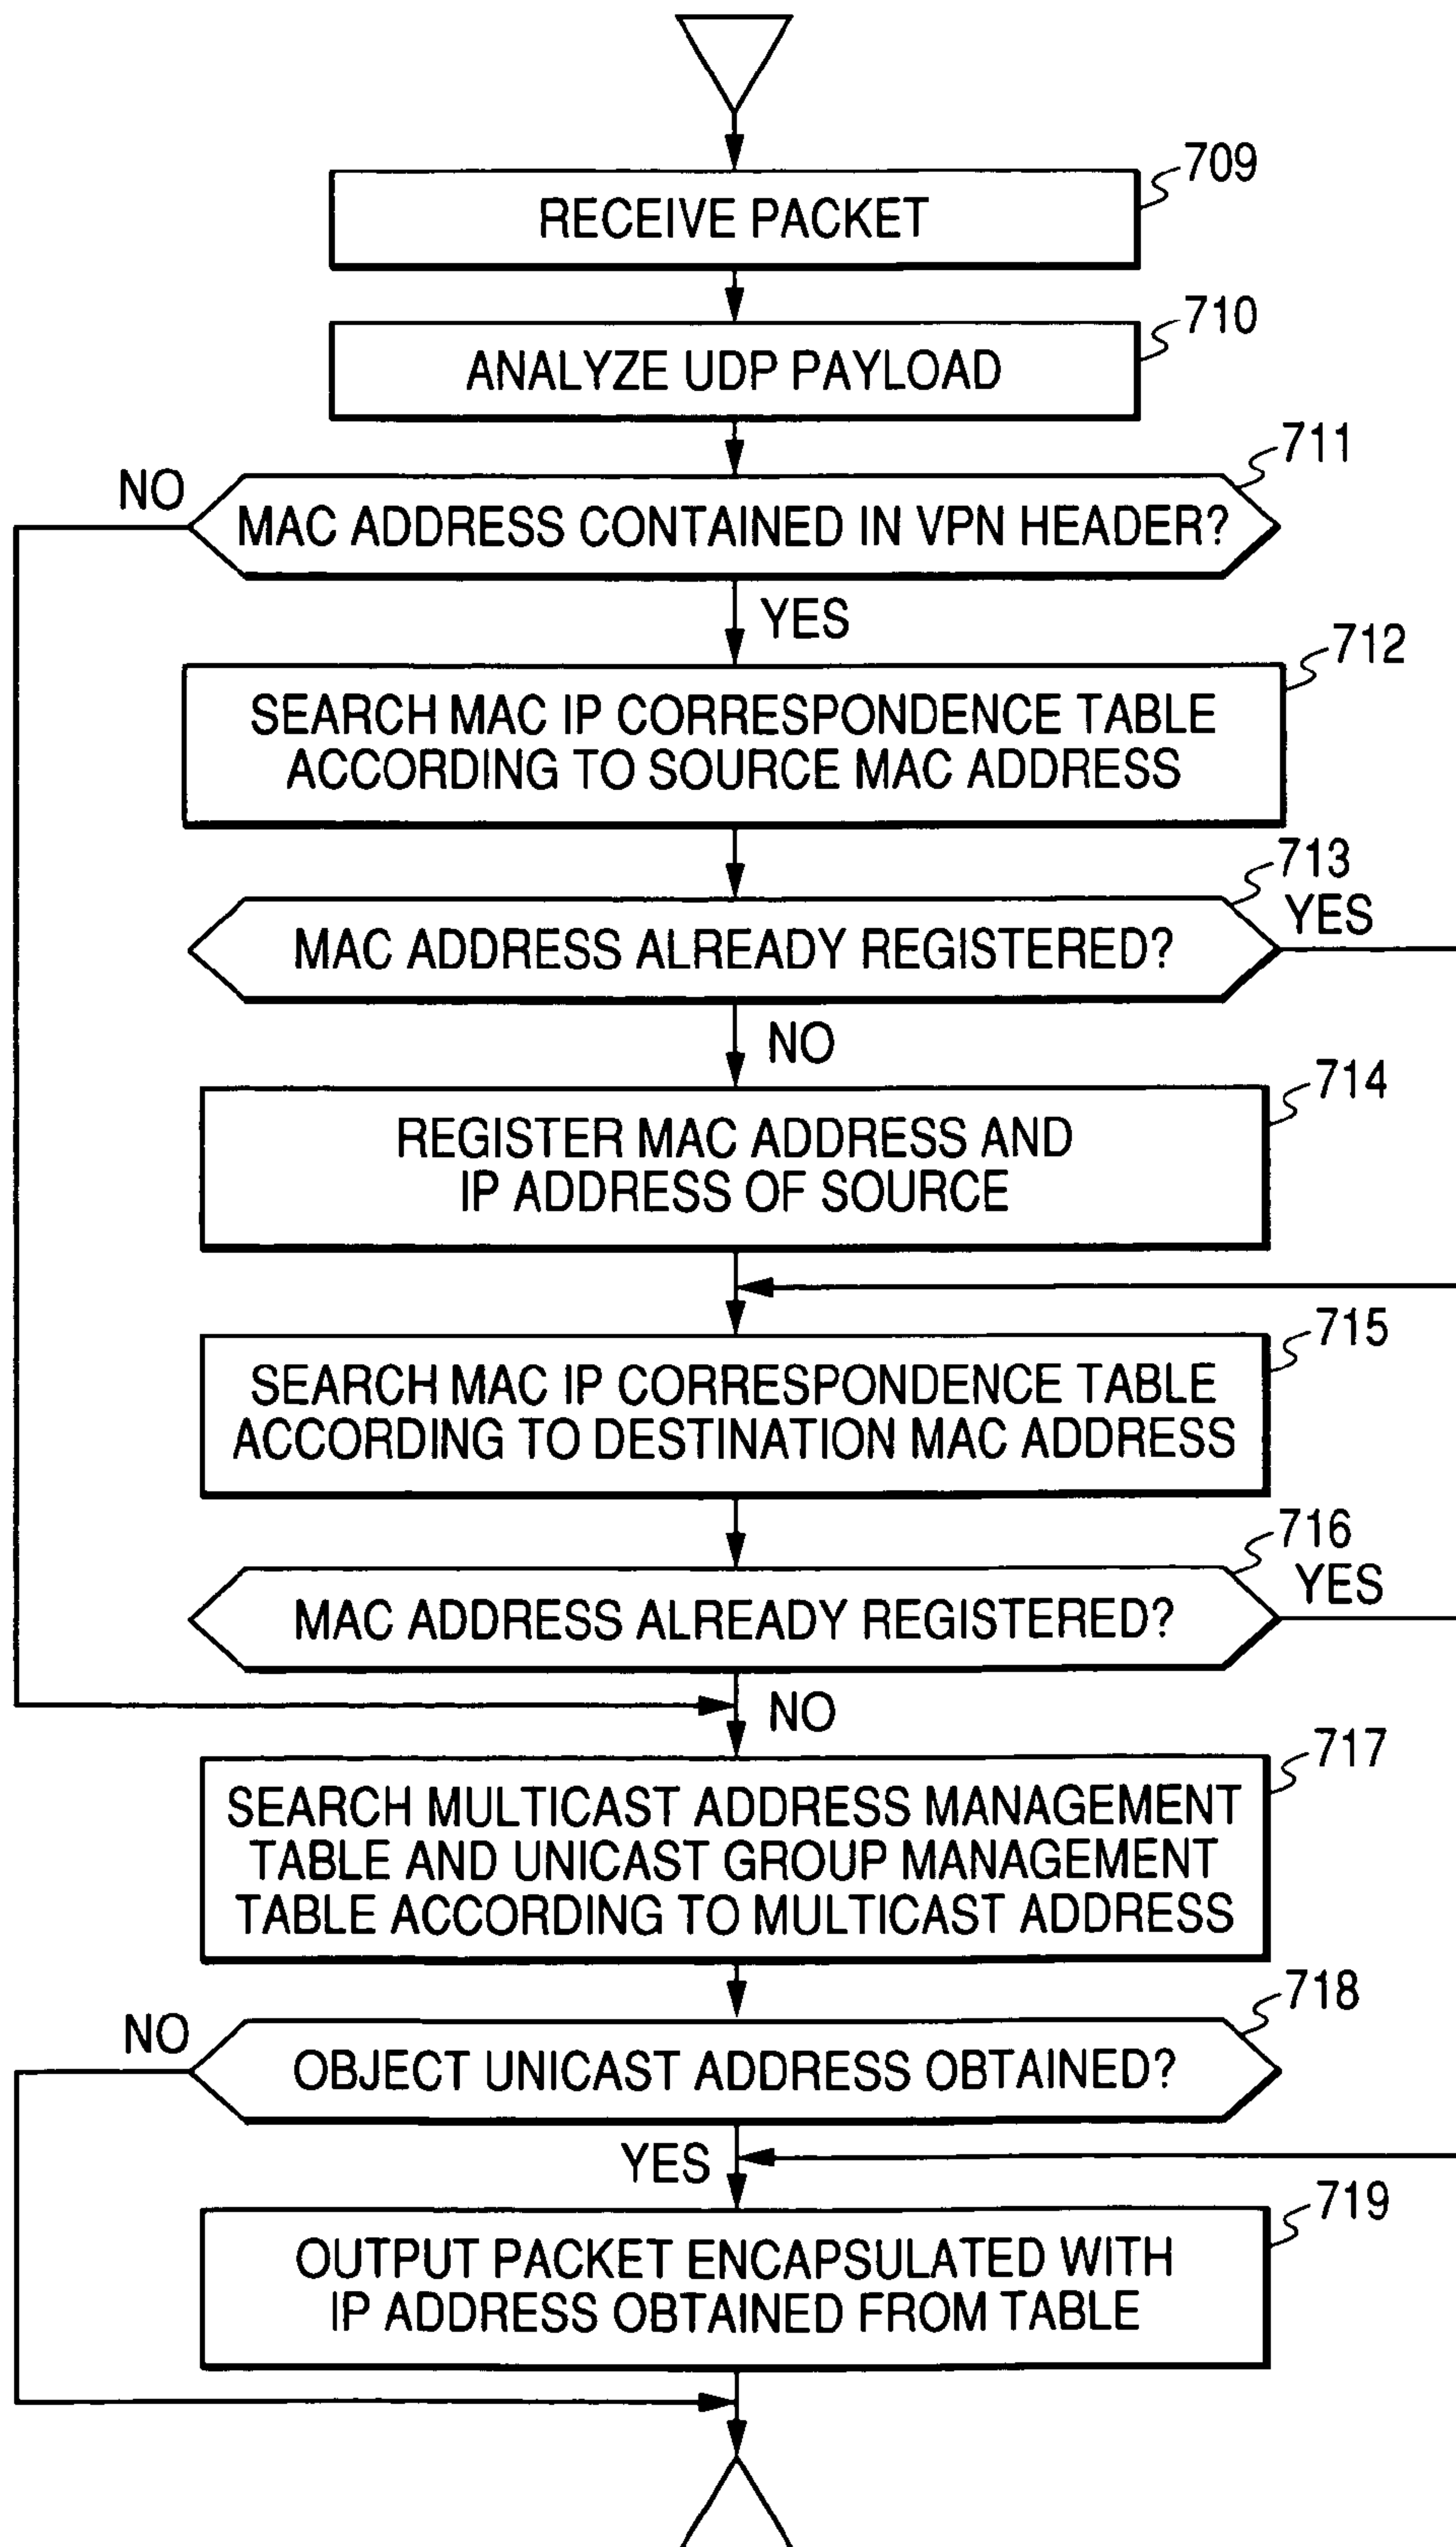 709
RECEIVE PACKET
710
ANALYZE UDP PAYLOAD
711
NO
MAC ADDRESS CONTAINED IN VPN HEADER?
YES
712
SEARCH MAC IP CORRESPONDENCE TABLE
ACCORDING TO SOURCE MAC ADDRESS
713
YES
MAC ADDRESS ALREADY REGISTERED?
NO
714
REGISTER MAC ADDRESS AND
IP ADDRESS OF SOURCE
715
SEARCH MAC IP CORRESPONDENCE TABLE
ACCORDING TO DESTINATION MAC ADDRESS
716
YES
MAC ADDRESS ALREADY REGISTERED?
NO
717
SEARCH MULTICAST ADDRESS MANAGEMENT
TABLE AND UNICAST GROUP MANAGEMENT
TABLE ACCORDING TO MULTICAST ADDRESS
718
NO
OBJECT UNICAST ADDRESS OBTAINED?
YES
719
OUTPUT PACKET ENCAPSULATED WITH
IP ADDRESS OBTAINED FROM TABLE